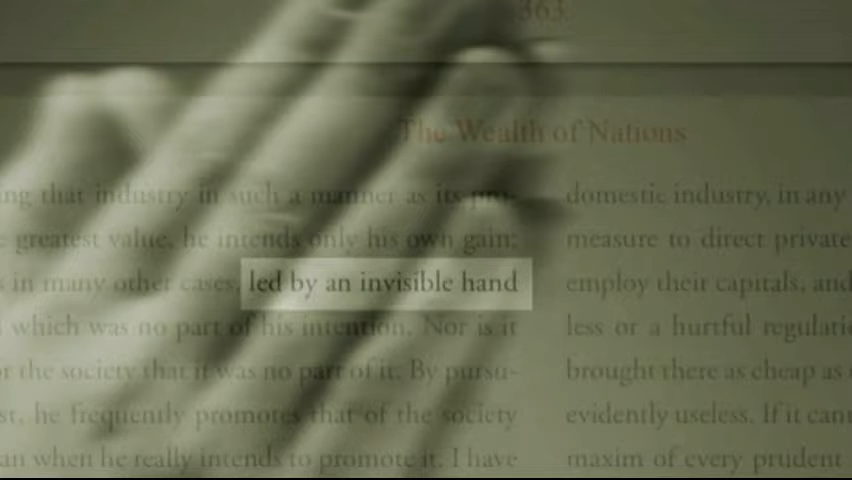 363
The Wealth of Nations
ing that industry in such a manner as its pro-
e greatest value, he intends only his own gain;
s in many other cases, led by an invisible hand
which was no part of his intention. Nor is it
r the society that it was no part of it. By pursu-
st, he frequently promotes that of the society
an when he really intends to promote it. I have
domestic industry, in any
measure to direct private
employ their capitals, and
less or a hurtful regulati
brought there as cheap as
evidently useless. If it can
maxim of every prudent